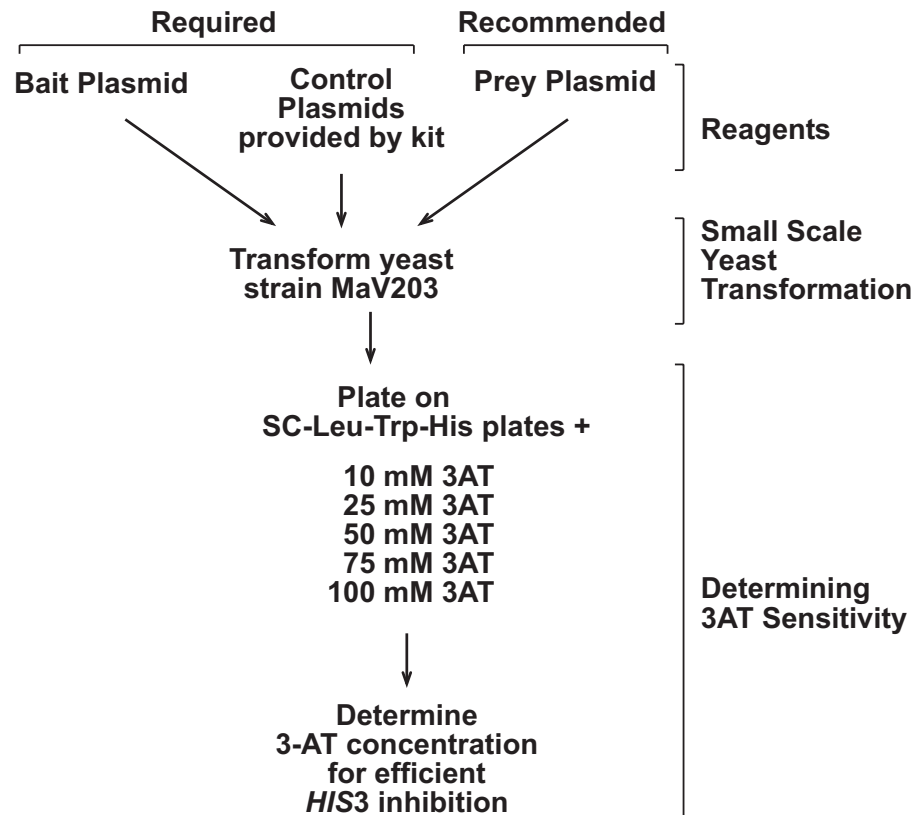 Required
Recommended
Bait Plasmid
Control
Plasmids
provided by kit
Prey Plasmid
Reagents
Transform yeast
strain MaV203
Small Scale
Yeast
Transformation
Plate on
SC-Leu-Trp-His plates +
10 mM 3AT
25 mM 3AT
50 mM 3AT
75 mM 3AT
100 mM 3AT
Determining
3AT Sensitivity
Determine
3-AT concentration
for efficient
HIS3 inhibition